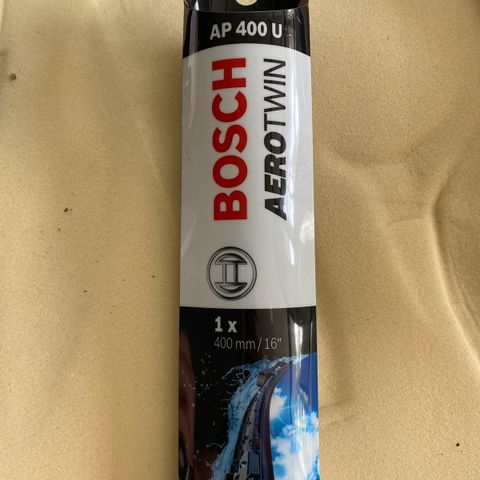 AP 400 U
BOSCH
AEROTWIN
1 x
400 mm / 16"